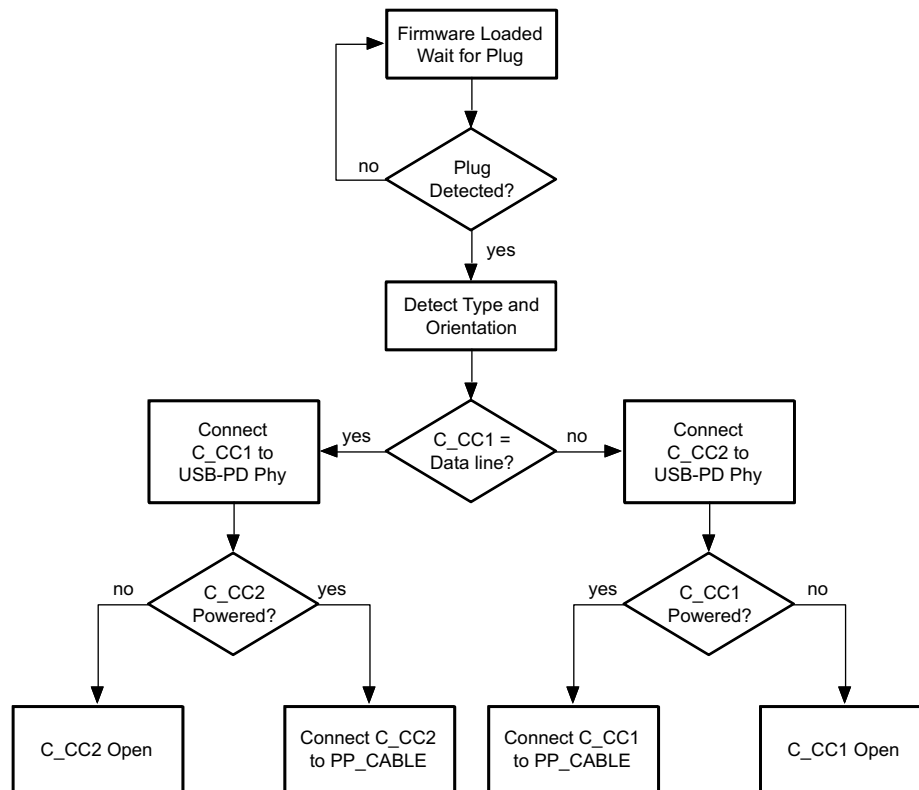 Firmware Loaded
Wait for Plug
no
Plug
Detected?
yes
Detect Type and
Orientation
Connect
C_CC1 to
USB-PD Phy
yes
C_CC1 =
Data line?
no
Connect
C_CC2 to
USB-PD Phy
no
C_CC2
Powered?
yes
yes
C_CC1
Powered?
no
C_CC2 Open
Connect C_CC2
to PP_CABLE
Connect C_CC1
to PP_CABLE
C_CC1 Open